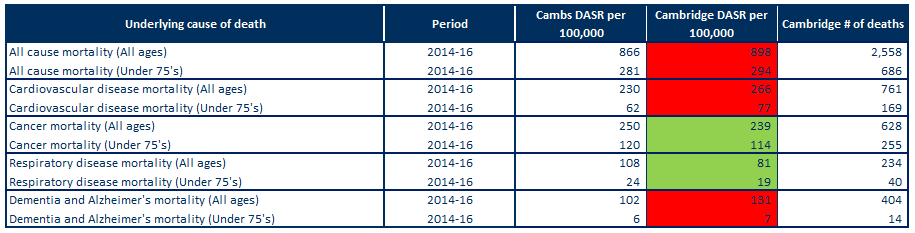 Underlying cause of death Period Cambs DASR per 100,000 Cambridge DASR per 100,000 Cambridge # of deaths
All cause mortality (All ages) 2014-16 866 898 2,558
All cause mortality (Under 75's) 2014-16 281 294 686
Cardiovascular disease mortality (All ages) 2014-16 230 266 761
Cardiovascular disease mortality (Under 75's) 2014-16 62 77 169
Cancer mortality (All ages) 2014-16 250 239 628
Cancer mortality (Under 75's) 2014-16 120 114 255
Respiratory disease mortality (All ages) 2014-16 108 81 234
Respiratory disease mortality (Under 75's) 2014-16 24 19 40
Dementia and Alzheimer's mortality (All ages) 2014-16 102 131 404
Dementia and Alzheimer's mortality (Under 75's) 2014-16 6 7 14